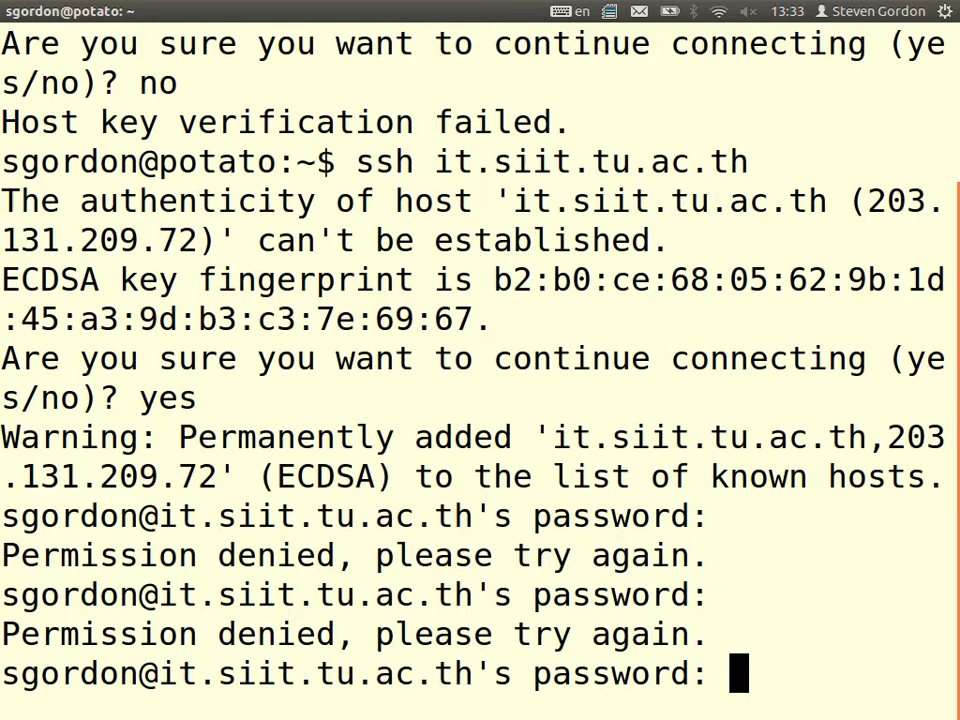 sgordon@potato: ~ en 13:33 Steven Gordon
Are you sure you want to continue connecting (ye
s/no)? no
Host key verification failed.
sgordon@potato:~$ ssh it.siit.tu.ac.th
The authenticity of host 'it.siit.tu.ac.th (203.
131.209.72)' can't be established.
ECDSA key fingerprint is b2:b0:ce:68:05:62:9b:1d
:45:a3:9d:b3:c3:7e:69:67.
Are you sure you want to continue connecting (ye
s/no)? yes
Warning: Permanently added 'it.siit.tu.ac.th,203
.131.209.72' (ECDSA) to the list of known hosts.
sgordon@it.siit.tu.ac.th's password:
Permission denied, please try again.
sgordon@it.siit.tu.ac.th's password:
Permission denied, please try again.
sgordon@it.siit.tu.ac.th's password: